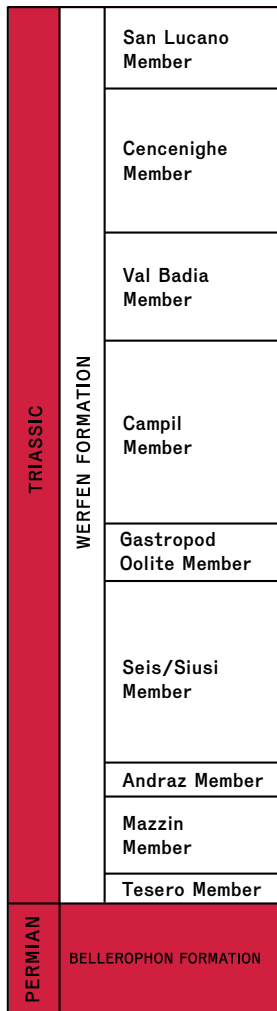 San Lucano
Member
Cencenighe
Member
Val Badia
Member
Campil
Member
Gastropod
Oolite Member
Seis/Siusi
Member
Andraz Member
Mazzin
Member
Tesero Member
WERFEN FORMATION
TRIASSIC
PERMIAN
BELLEROPHON FORMATION